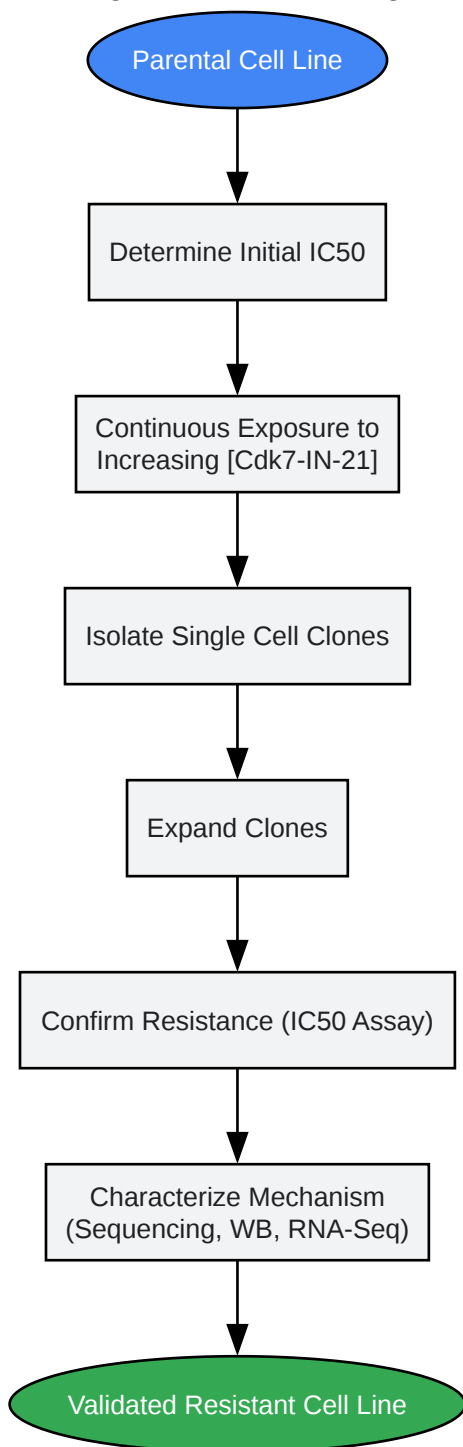 Parental Cell Line
Determine Initial IC50
Continuous Exposure to
Increasing [Cdk7-IN-21]
Isolate Single Cell Clones
Expand Clones
Confirm Resistance (IC50 Assay)
Characterize Mechanism
(Sequencing, WB, RNA-Seq)
Validated Resistant Cell Line